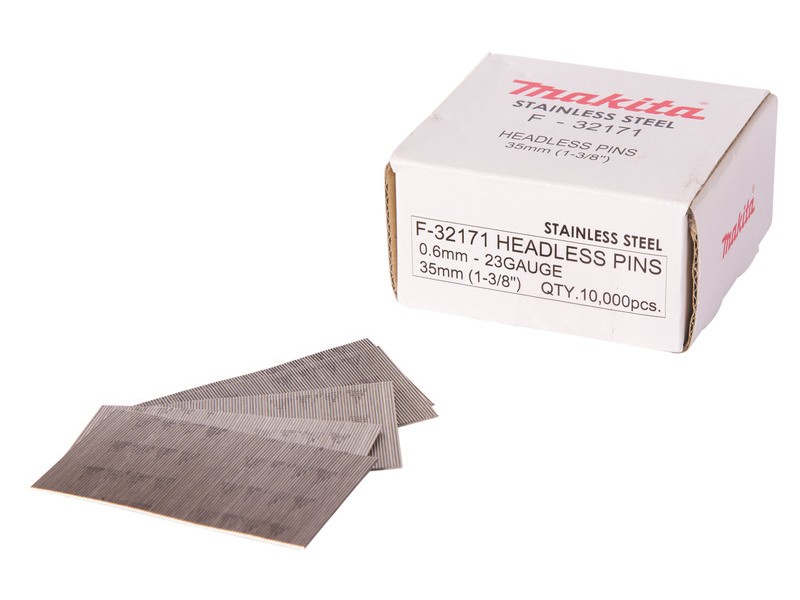 makita
STAINLESS STEEL
F - 32171
HEADLESS PINS
35mm (1-3/8")
STAINLESS STEEL
F-32171 HEADLESS PINS
0.6mm - 23GAUGE
35mm (1-3/8") QTY.10,000pcs.
makita